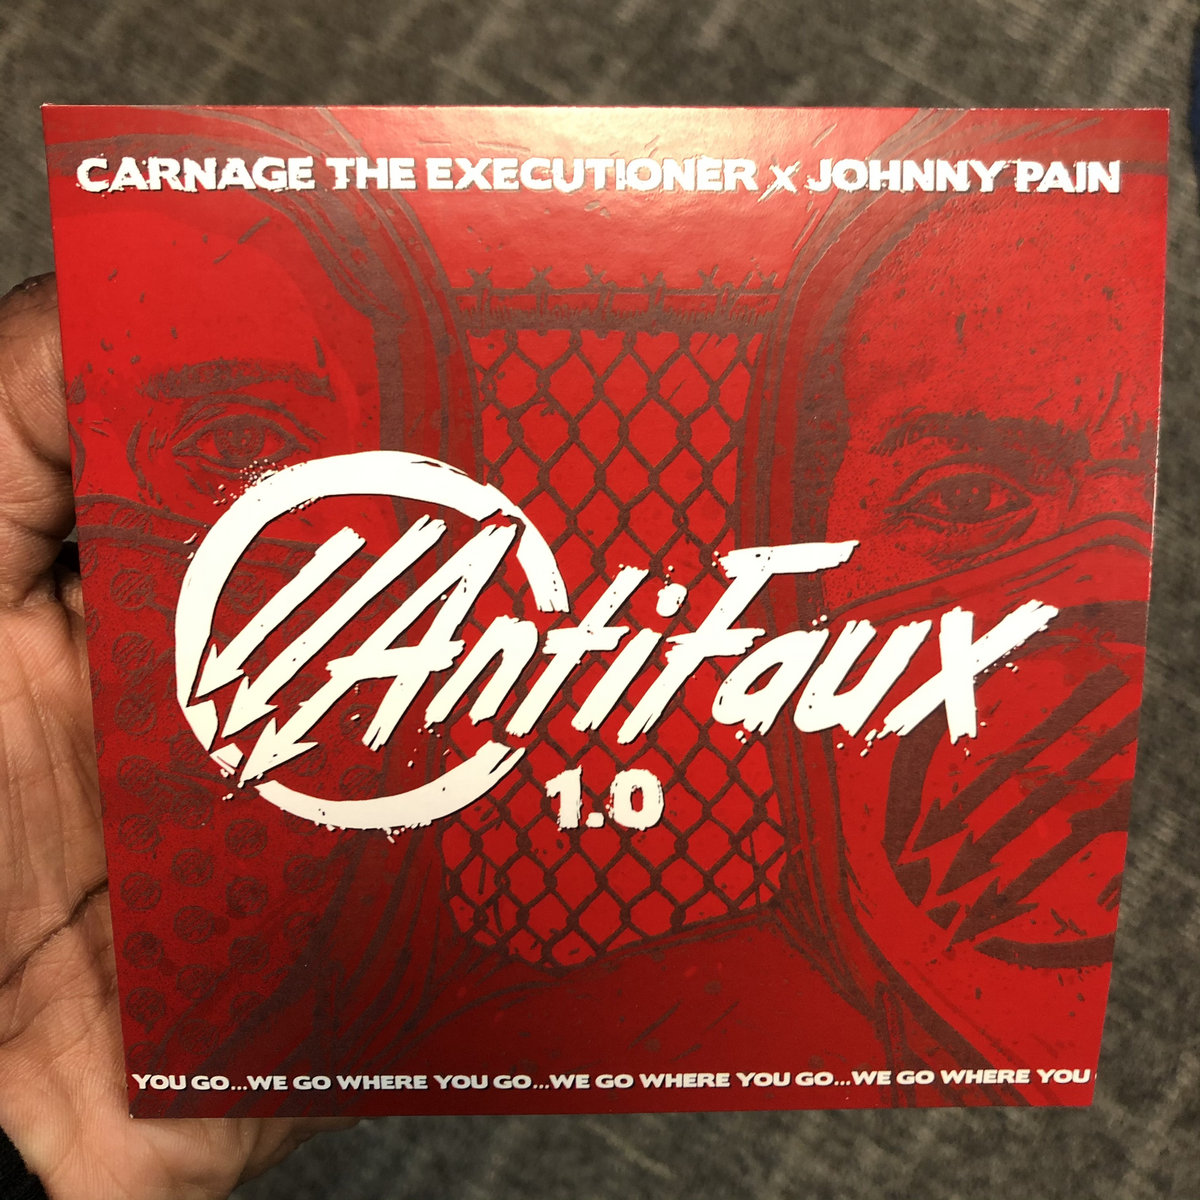 CARNAGE THE EXECUTIONER X JOHNNY PAIN
AntiFaux
1.0
YOU GO...WE GO WHERE YOU GO...WE GO WHERE YOU GO...WE GO WHERE YOU